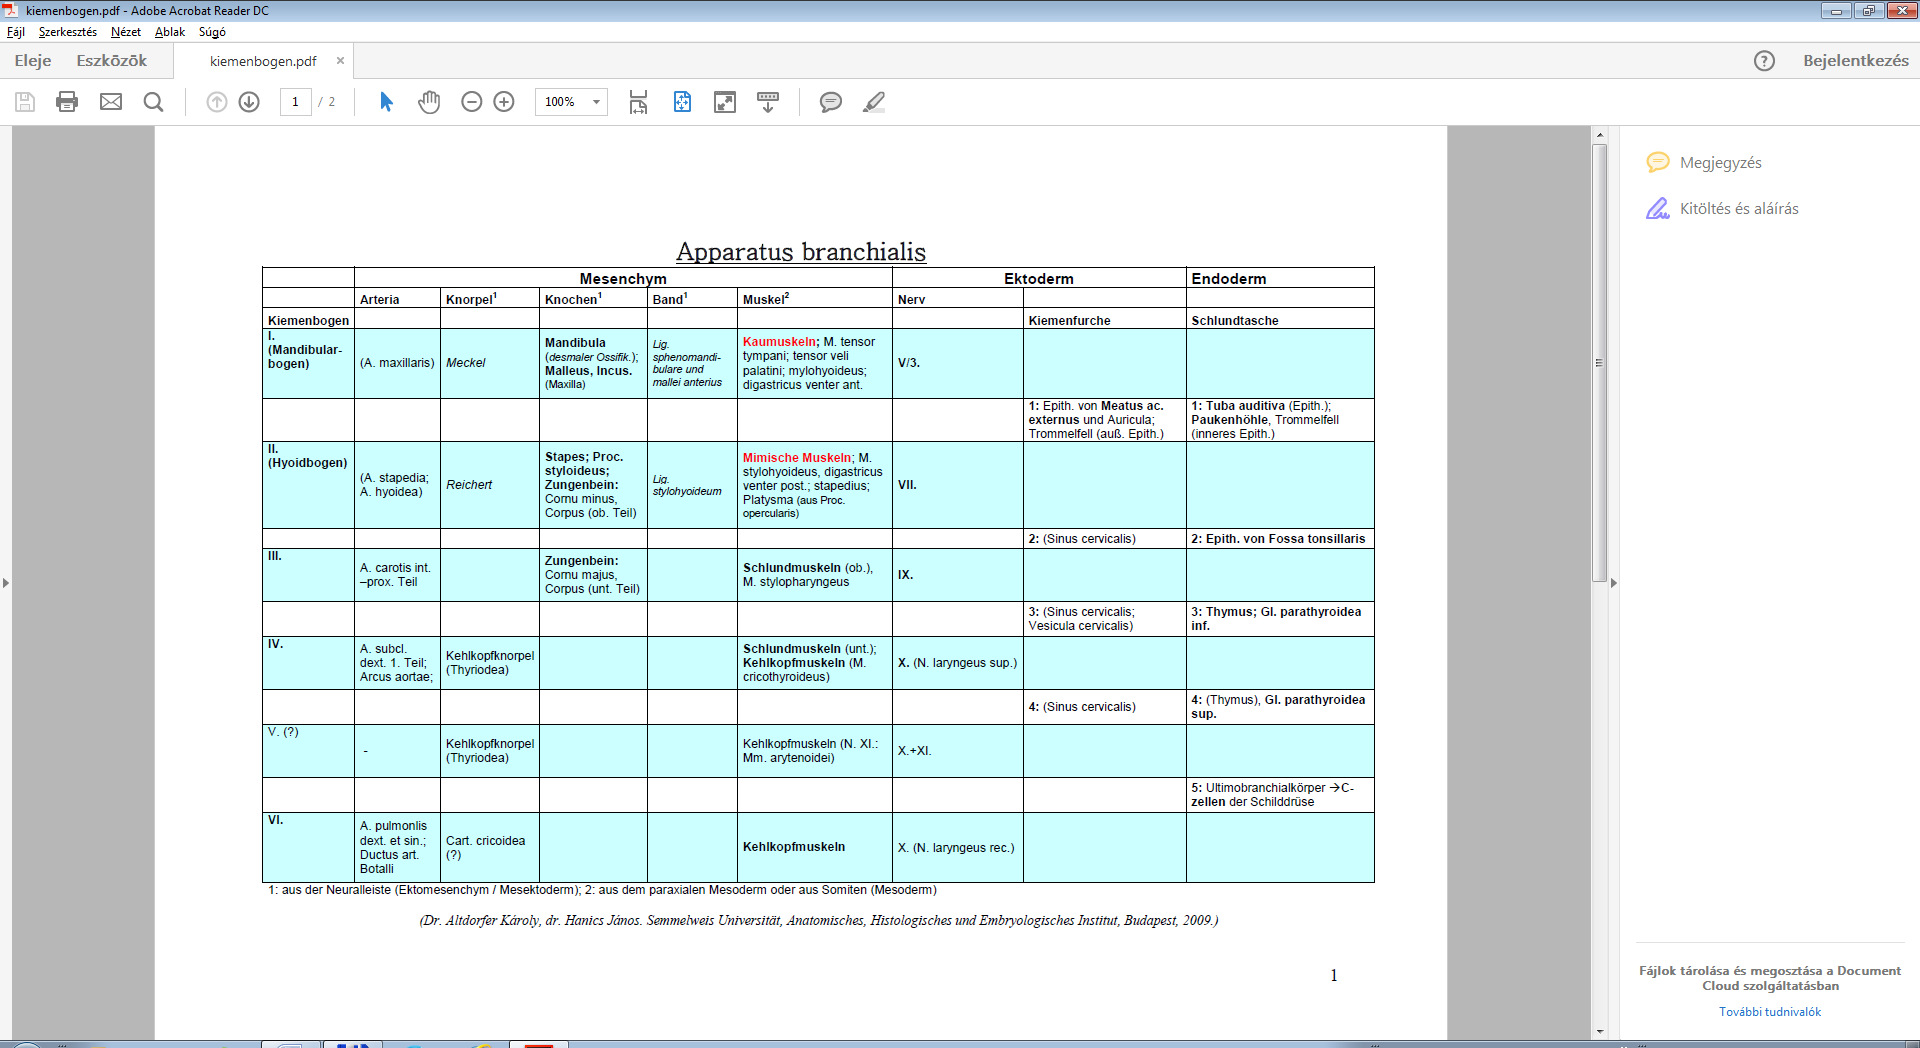 kiemenbogen.pdf - Adobe Acrobat Reader DC
Fájl Szerkesztés Nézet Ablak Súgó
Eleje Eszközök kiemenbogen.pdf × Bejelentkezés
1 / 2 100%
Megjegyzés
Kitöltés és aláírás
Apparatus branchialis
Mesenchym Ektoderm Endoderm
Arteria Knorpel1 Knochen1 Band1 Muskel2 Nerv
Kiemenbogen Kiemenfurche Schlundtasche
I.
(Mandibular-
bogen)
(A. maxillaris)
Meckel
Mandibula
(desmaler Ossifik.);
Malleus, Incus.
(Maxilla)
Lig.
sphenomandi-
bulare und
mallei anterius
Kaumuskeln; M. tensor
tympani; tensor veli
palatini; mylohyoideus;
digastricus venter ant.
V/3.
1: Epith. von Meatus ac.
externus und Auricula;
Trommelfell (auß. Epith.)
1: Tuba auditiva (Epith.);
Paukenhöhle, Trommelfell
(inneres Epith.)
II.
(Hyoidbogen)
(A. stapedia;
A. hyoidea)
Reichert
Stapes; Proc.
styloideus;
Zungenbein:
Cornu minus,
Corpus (ob. Teil)
Lig.
stylohyoideum
Mimische Muskeln; M.
stylohyoideus, digastricus
venter post.; stapedius;
Platysma (aus Proc.
opercularis)
VII.
2: (Sinus cervicalis)
2: Epith. von Fossa tonsillaris
III.
A. carotis int.
–prox. Teil
Zungenbein:
Cornu majus,
Corpus (unt. Teil)
Schlundmuskeln (ob.),
M. stylopharyngeus
IX.
3: (Sinus cervicalis;
Vesicula cervicalis)
3: Thymus; Gl. parathyroidea
inf.
IV.
A. subcl.
dext. 1. Teil;
Arcus aortae;
Kehlkopfknorpel
(Thyriodea)
Schlundmuskeln (unt.);
Kehlkopfmuskeln (M.
cricothyroideus)
X. (N. laryngeus sup.)
4: (Sinus cervicalis)
4: (Thymus), Gl. parathyroidea
sup.
V. (?)
-
Kehlkopfknorpel
(Thyriodea)
Kehlkopfmuskeln (N. XI.:
Mm. arytenoidei)
X.+XI.
5: Ultimobranchialkörper →C-
zellen der Schilddrüse
VI.
A. pulmonlis
dext. et sin.;
Ductus art.
Botalli
Cart. cricoidea
(?)
Kehlkopfmuskeln
X. (N. laryngeus rec.)
1: aus der Neuralleiste (Ektomesenchym / Mesektoderm); 2: aus dem paraxialen Mesoderm oder aus Somiten (Mesoderm)
(Dr. Altdorfer Károly, dr. Hanics János. Semmelweis Universität, Anatomisches, Histologisches und Embryologisches Institut, Budapest, 2009.)
1
Fájlok tárolása és megosztása a Document
Cloud szolgáltatásban
További tudnivalók